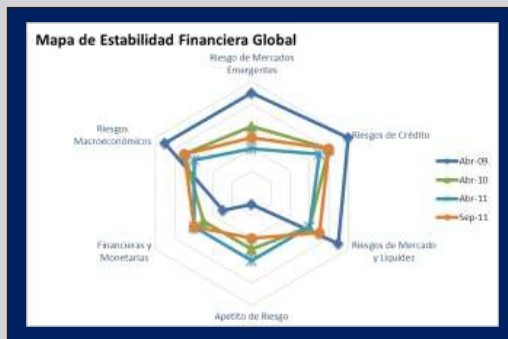 Mapa de Estabilidad Financiera Global
Riesgo de Mercados
Emergentes
Riesgos
Macroeconómicos
Riesgos de Crédito
Abr-09
Abr-10
Abr-11
Sep-11
Financieras y
Monetarias
Riesgos de Mercado
y Liquidez
Apetito de Riesgo